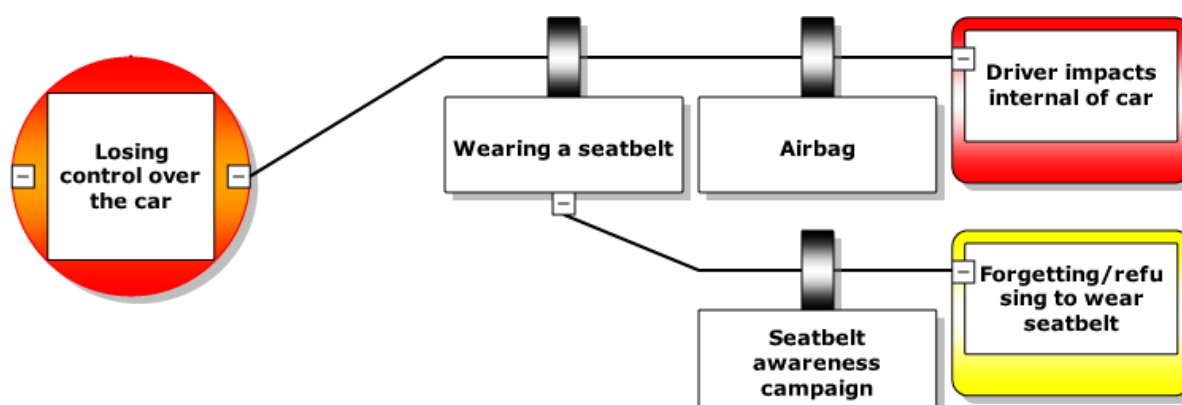 Losing
control over
the car
Wearing a seatbelt
Airbag
Driver impacts
internal of car
Seatbelt
awareness
campaign
Forgetting/refu
sing to wear
seatbelt